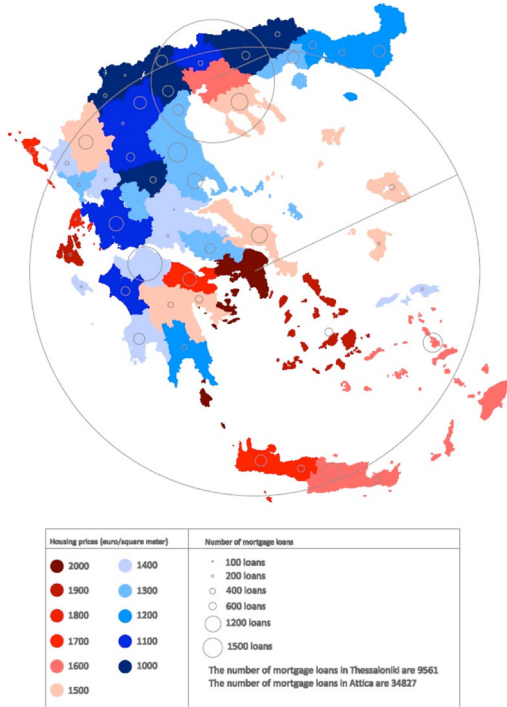 Housing prices (euro/square meter)
2000
1900
1800
1700
1600
1500
1400
1300
1200
1100
1000
Number of mortgage loans
100 loans
200 loans
400 loans
600 loans
1200 loans
1500 loans
The number of mortgage loans in Thessaloniki are 9561
The number of mortgage loans in Attica are 34827